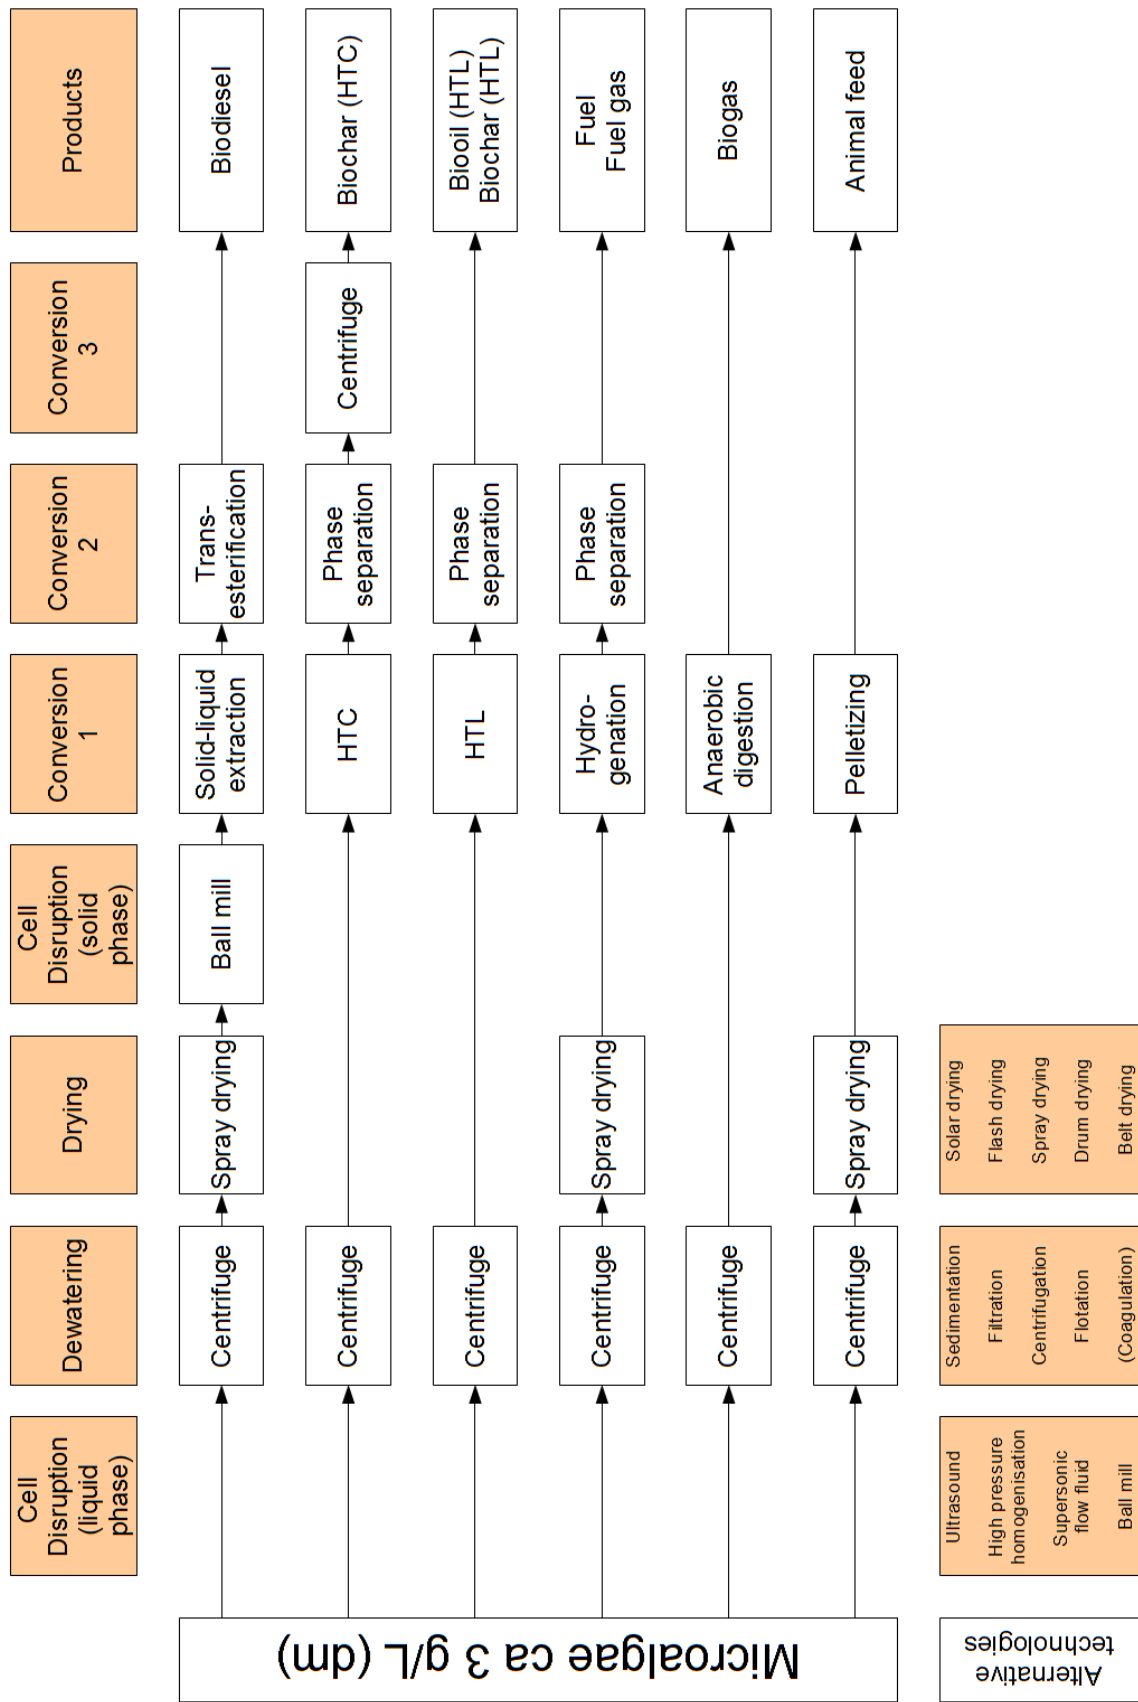 Cell
Disruption
(liquid
phase)
Dewatering
Drying
Cell
Disruption
(solid
phase)
Conversion
1
Conversion
2
Conversion
3
Products
Microalgae ca 3 g/L (dm)
Centrifuge
Spray drying
Ball mill
Solid-liquid
extraction
Trans-
esterification
Biodiesel
Centrifuge
HTC
Phase
separation
Centrifuge
Biochar (HTC)
Centrifuge
HTL
Phase
separation
Biooil (HTL)
Biochar (HTL)
Centrifuge
Spray drying
Hydro-
genation
Phase
separation
Fuel
Fuel gas
Centrifuge
Anaerobic
digestion
Biogas
Centrifuge
Spray drying
Pelletizing
Animal feed
Alternative
technologies
Ultrasound
High pressure
homogenisation
Supersonic
flow fluid
Ball mill
Sedimentation
Filtration
Centrifugation
Flotation
(Coagulation)
Solar drying
Flash drying
Spray drying
Drum drying
Belt drying